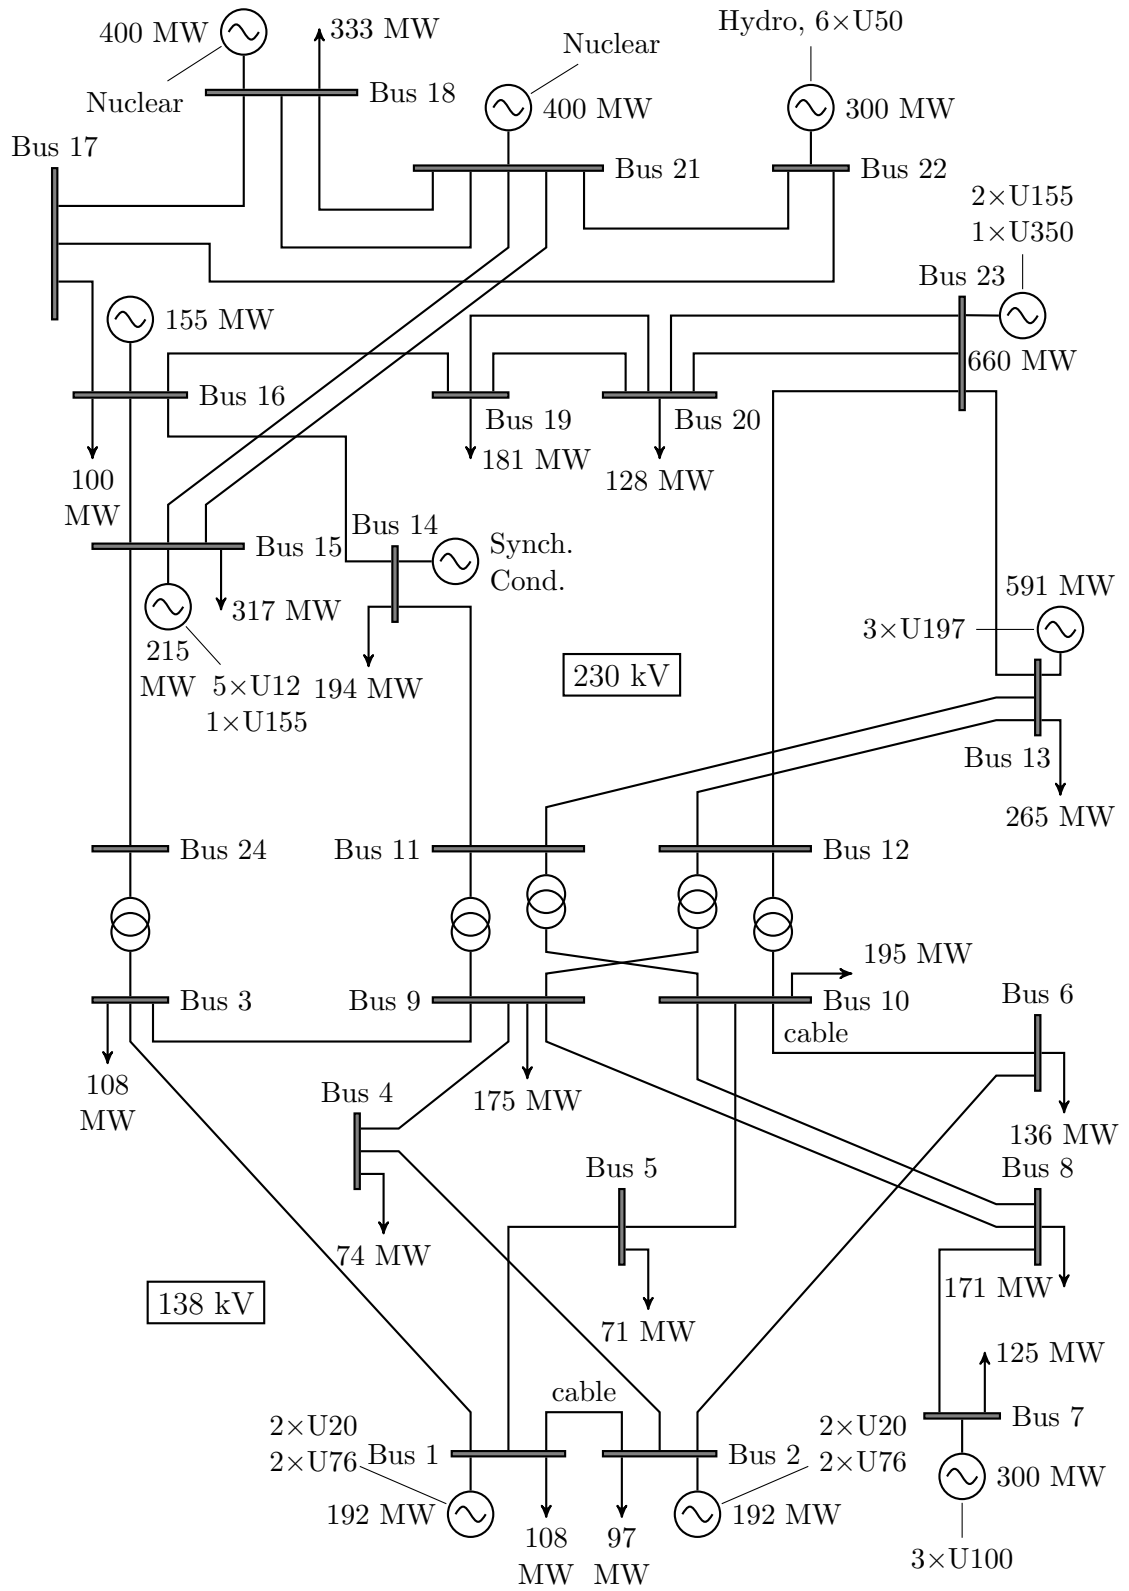 Hydro, 6×U50
400 MW
333 MW
Nuclear
Nuclear
Bus 18
400 MW
300 MW
Bus 17
Bus 21
Bus 22
2×U155
1×U350
Bus 23
155 MW
660 MW
Bus 16
Bus 19
Bus 20
181 MW
128 MW
100
MW
Bus 14
Bus 15
Synch.
Cond.
591 MW
317 MW
3×U197
215
MW
5×U12
1×U155
194 MW
230 kV
Bus 13
265 MW
Bus 24
Bus 11
Bus 12
195 MW
Bus 3
Bus 9
Bus 10
Bus 6
cable
108
MW
Bus 4
175 MW
136 MW
Bus 5
Bus 8
74 MW
171 MW
138 kV
71 MW
125 MW
cable
2×U20
2×U76
Bus 1
Bus 2
2×U20
2×U76
Bus 7
300 MW
192 MW
192 MW
108
MW
97
MW
3×U100